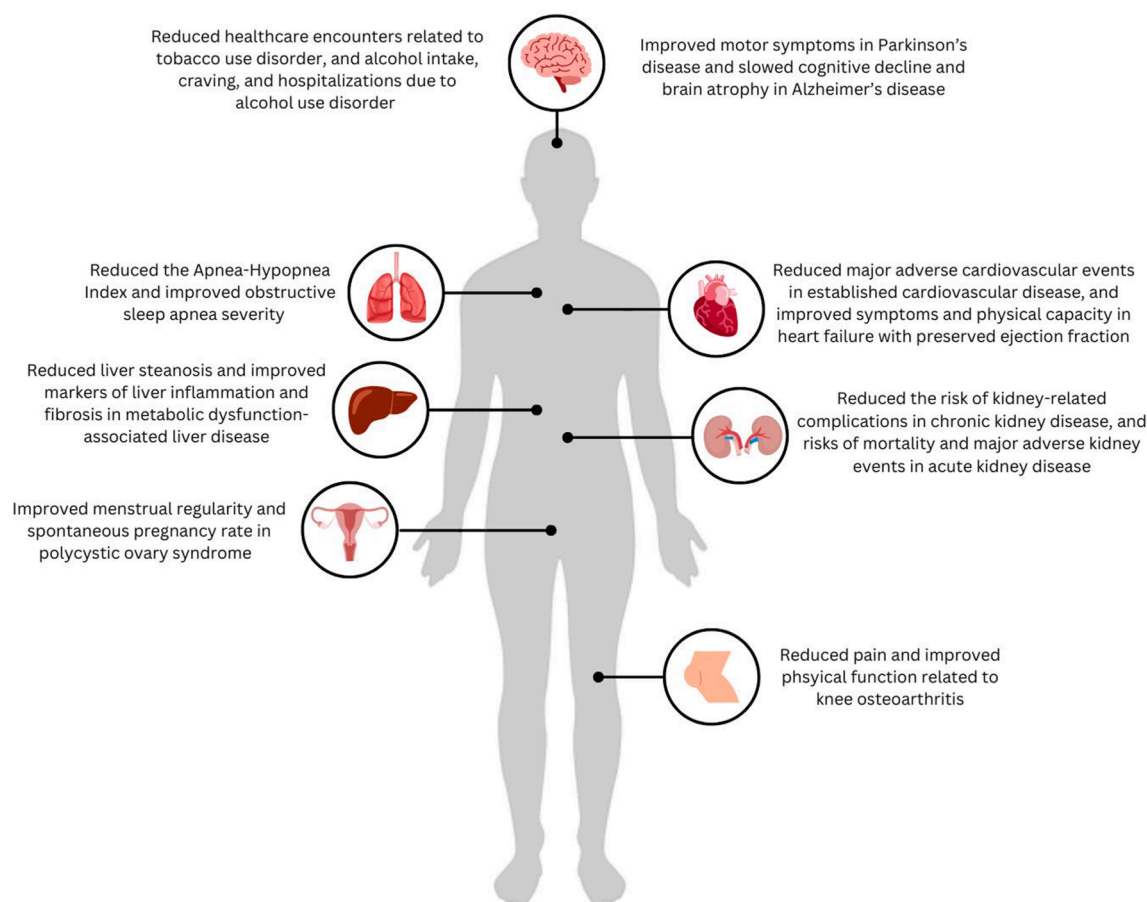 Reduced healthcare encounters related to
tobacco use disorder, and alcohol intake,
craving, and hospitalizations due to
alcohol use disorder
Improved motor symptoms in Parkinson’s
disease and slowed cognitive decline and
brain atrophy in Alzheimer’s disease
Reduced the Apnea-Hypopnea
Index and improved obstructive
sleep apnea severity
Reduced major adverse cardiovascular events
in established cardiovascular disease, and
improved symptoms and physical capacity in
heart failure with preserved ejection fraction
Reduced liver steanosis and improved
markers of liver inflammation and
fibrosis in metabolic dysfunction-
associated liver disease
Reduced the risk of kidney-related
complications in chronic kidney disease, and
risks of mortality and major adverse kidney
events in acute kidney disease
Improved menstrual regularity and
spontaneous pregnancy rate in
polycystic ovary syndrome
Reduced pain and improved
phsyical function related to
knee osteoarthritis